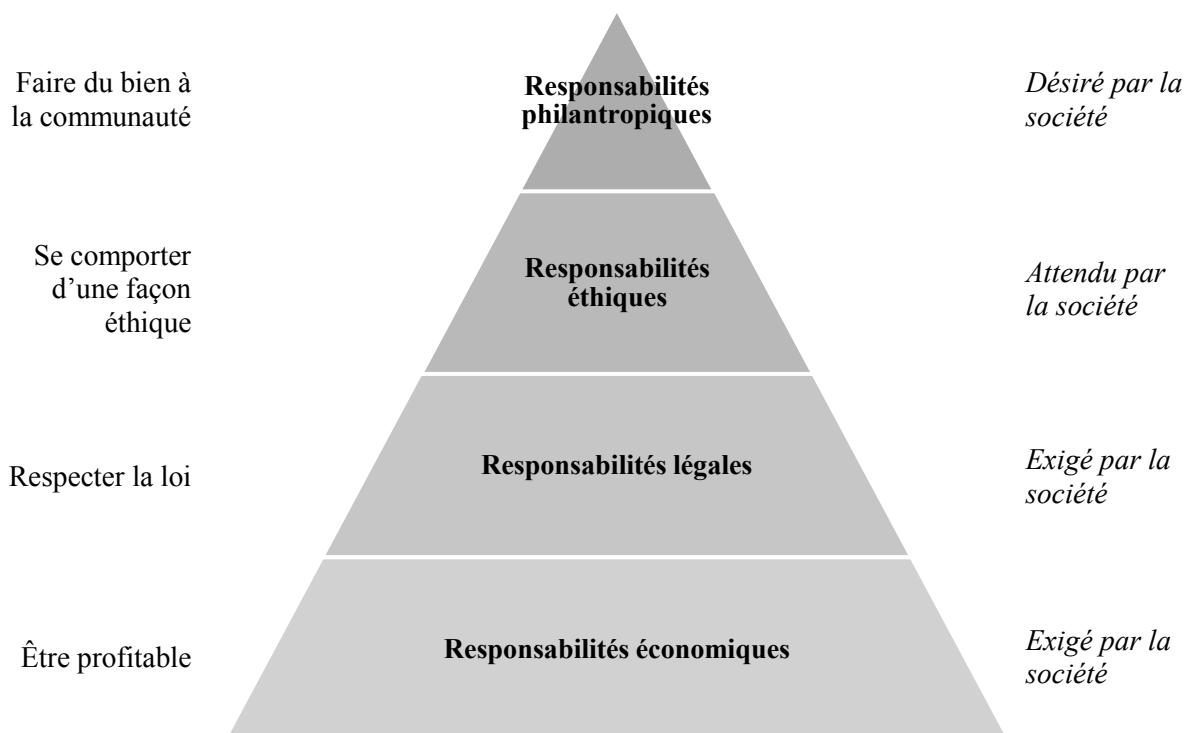 Faire du bien à
la communauté
Responsabilités
philantropiques
Désiré par la
société
Se comporter
d’une façon
éthique
Responsabilités
éthiques
Attendu par
la société
Respecter la loi
Responsabilités légales
Exigé par la
société
Être profitable
Responsabilités économiques
Exigé par la
société